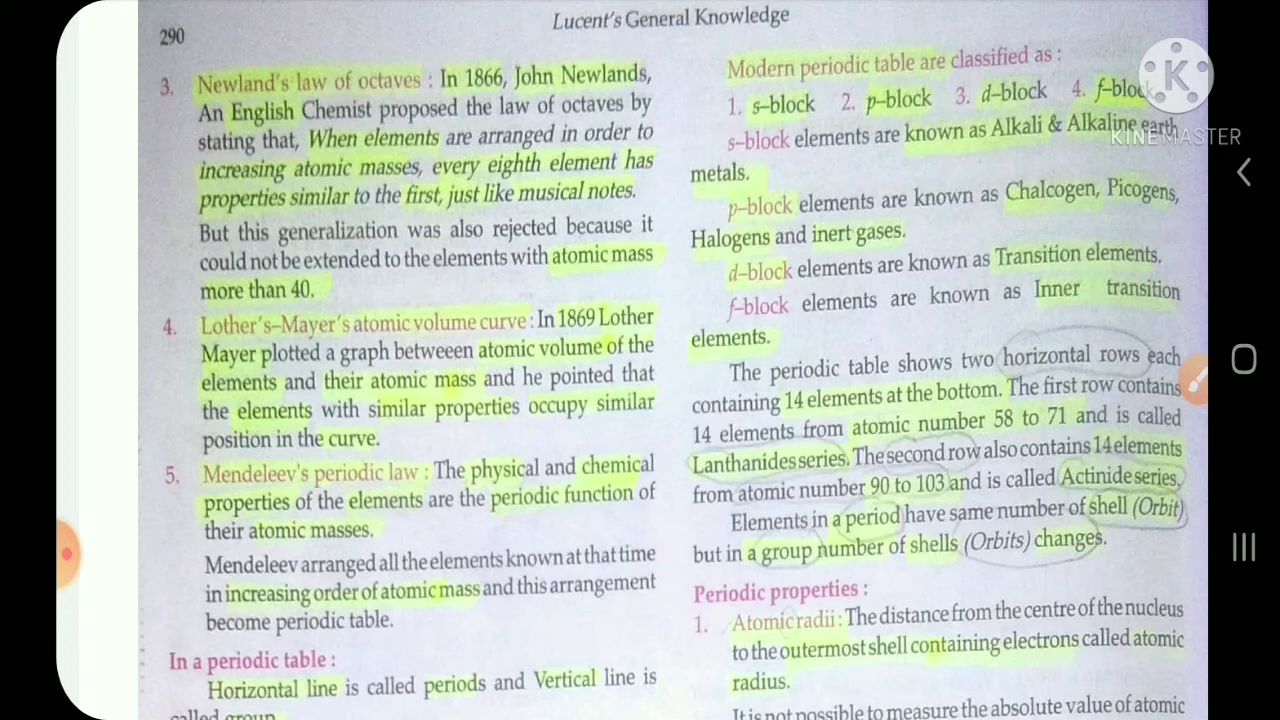 290
Lucent's General Knowledge
3. Newland's law of octaves : In 1866, John Newlands,
An English Chemist proposed the law of octaves by
stating that, When elements are arranged in order to
increasing atomic masses, every eighth element has
properties similar to the first, just like musical notes.
But this generalization was also rejected because it
could not be extended to the elements with atomic mass
more than 40.
4. Lother's–Mayer's atomic volume curve : In 1869 Lother
Mayer plotted a graph betweeen atomic volume of the
elements and their atomic mass and he pointed that
the elements with similar properties occupy similar
position in the curve.
5. Mendeleev's periodic law : The physical and chemical
properties of the elements are the periodic function of
their atomic masses.
Mendeleev arranged all the elements known at that time
in increasing order of atomic mass and this arrangement
become periodic table.
In a periodic table :
Horizontal line is called periods and Vertical line is
called group.
Modern periodic table are classified as :
1. s–block 2. p–block 3. d–block 4. f–block
s–block elements are known as Alkali & Alkaline earth
metals.
p–block elements are known as Chalcogen, Picogens,
Halogens and inert gases.
d–block elements are known as Transition elements.
f–block elements are known as Inner transition
elements.
The periodic table shows two horizontal rows each
containing 14 elements at the bottom. The first row contains
14 elements from atomic number 58 to 71 and is called
Lanthanides series. The second row also contains 14 elements
from atomic number 90 to 103 and is called Actinide series.
Elements in a period have same number of shell (Orbit)
but in a group number of shells (Orbits) changes.
Periodic properties :
1. Atomic radii : The distance from the centre of the nucleus
to the outermost shell containing electrons called atomic
radius.
It is not possible to measure the absolute value of atomic
K
KINEMASTER